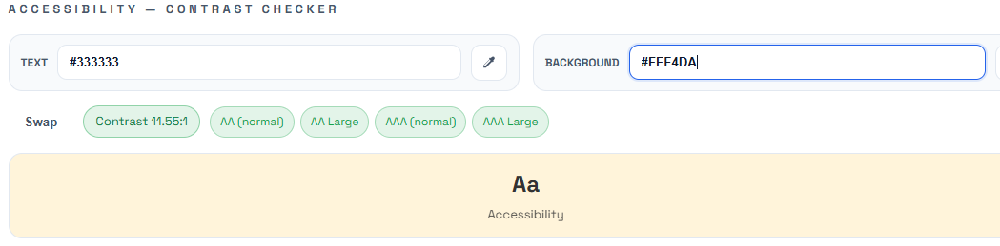 ACCESSIBILITY — CONTRAST CHECKER
TEXT #333333 BACKGROUND #FFF4DA
Swap Contrast 11.55:1 AA (normal) AA Large AAA (normal) AAA Large
Aa
Accessibility